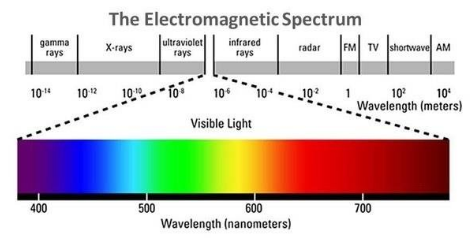 The Electromagnetic Spectrum
gamma rays X-rays ultraviolet rays infrared rays radar FM TV shortwave AM
10-14 10-12 10-10 10-8 10-6 10-4 10-2 1 102 104
Wavelength (meters)
Visible Light
400 500 600 700
Wavelength (nanometers)